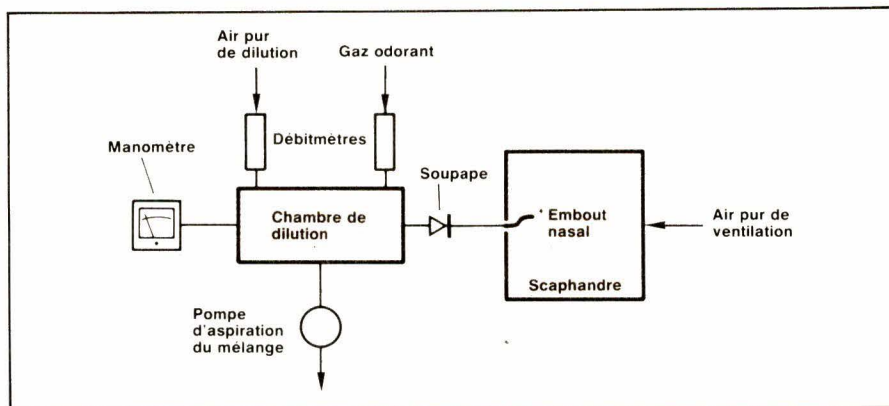 Air pur
de dilution
Gaz odorant
Manomètre
Débitmètres
Soupape
Chambre de
dilution
Embout
nasal
Air pur de
ventilation
Scaphandre
Pompe
d'aspiration
du mélange